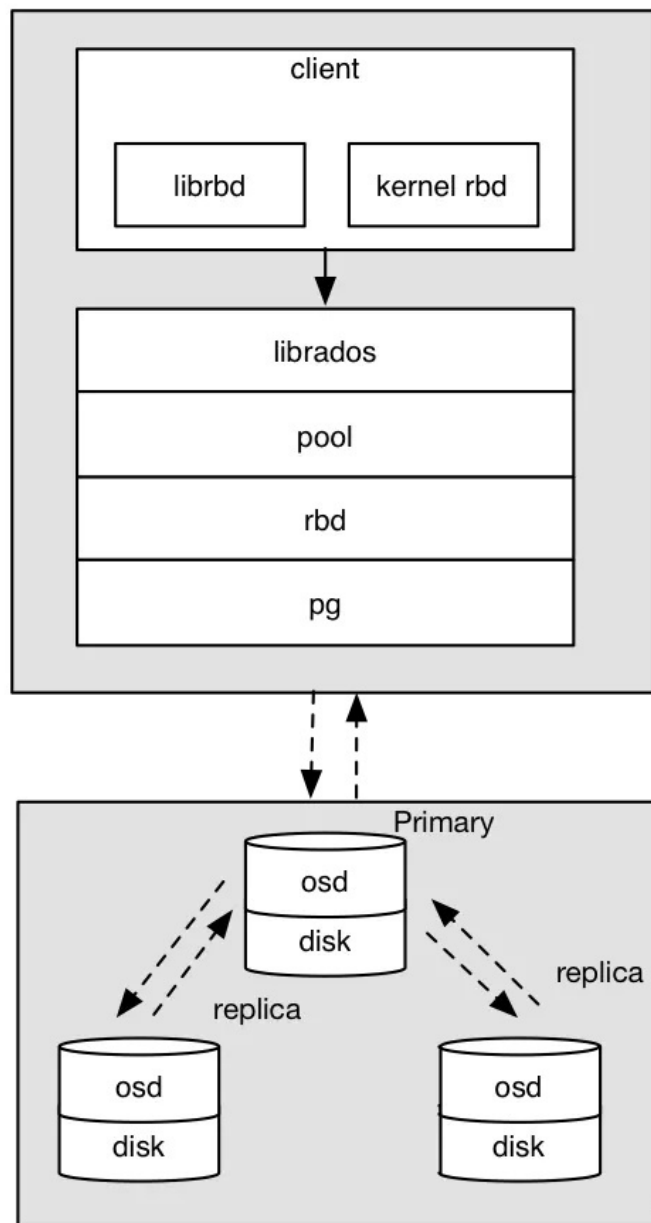 client
librbd
kernel rbd
librados
pool
rbd
pg
Primary
osd
disk
replica
replica
osd
disk
osd
disk